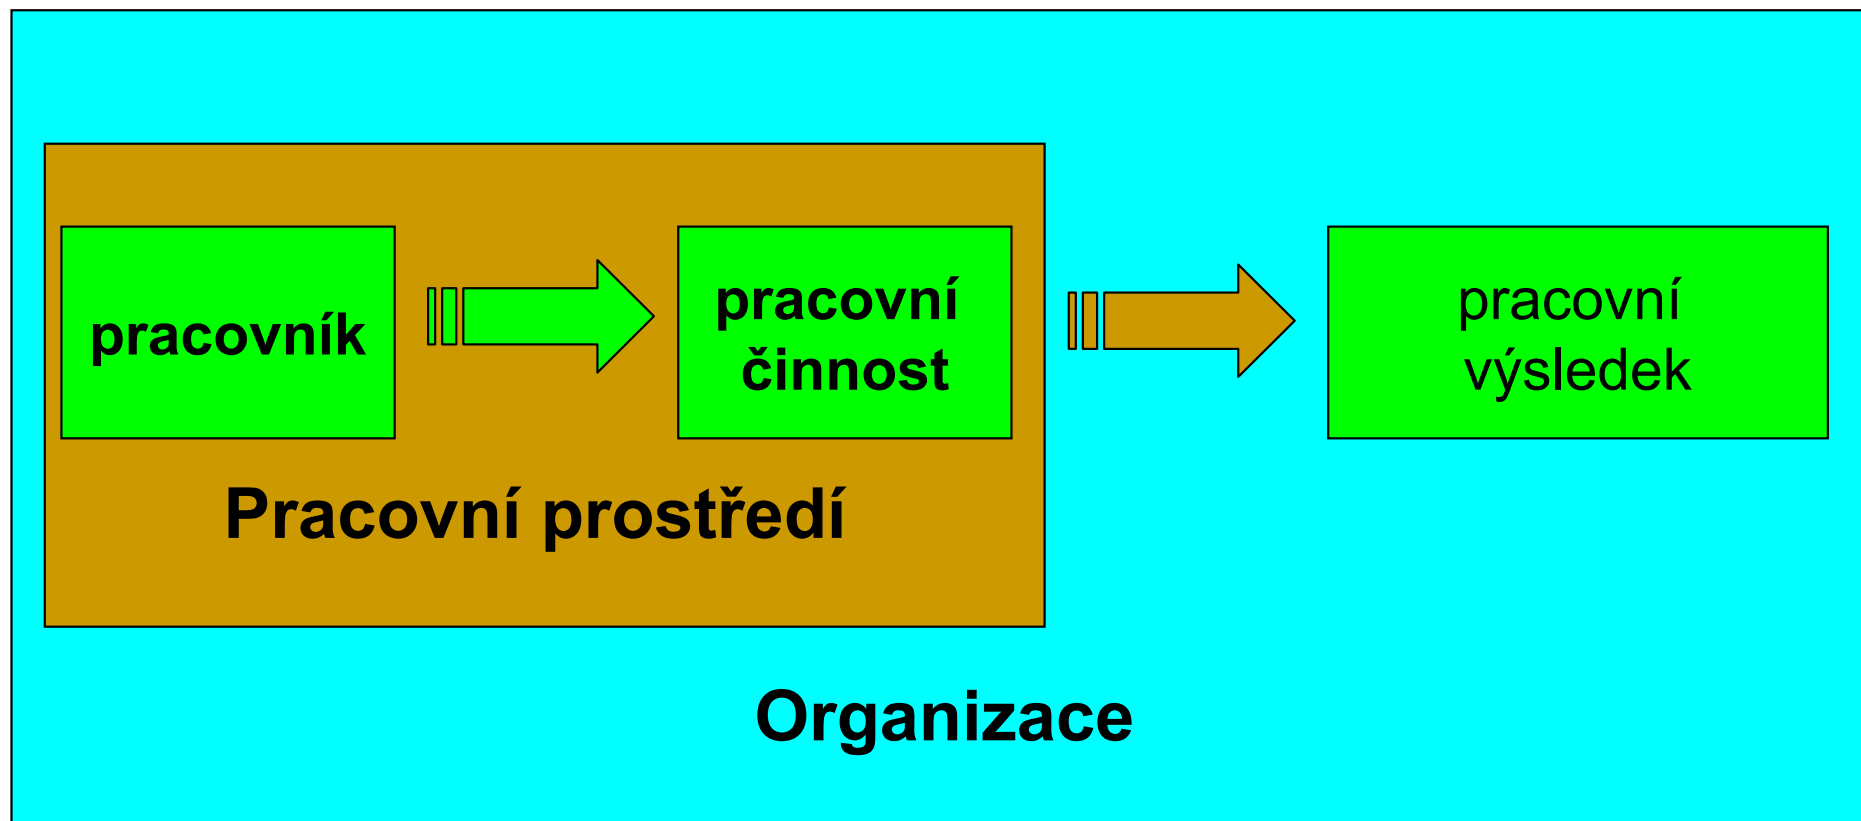 pracovník
pracovní
činnost
pracovní
výsledek
Pracovní prostředí
Organizace